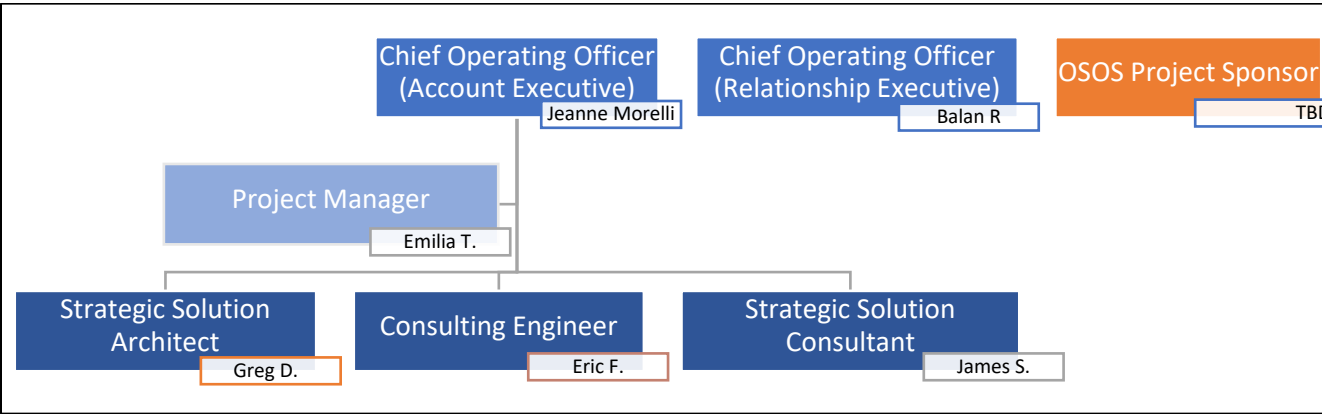 Chief Operating Officer
(Account Executive)
Jeanne Morelli
Chief Operating Officer
(Relationship Executive)
Balan R
OSOS Project Sponsor
TBD
Project Manager
Emilia T.
Strategic Solution
Architect
Greg D.
Consulting Engineer
Eric F.
Strategic Solution
Consultant
James S.